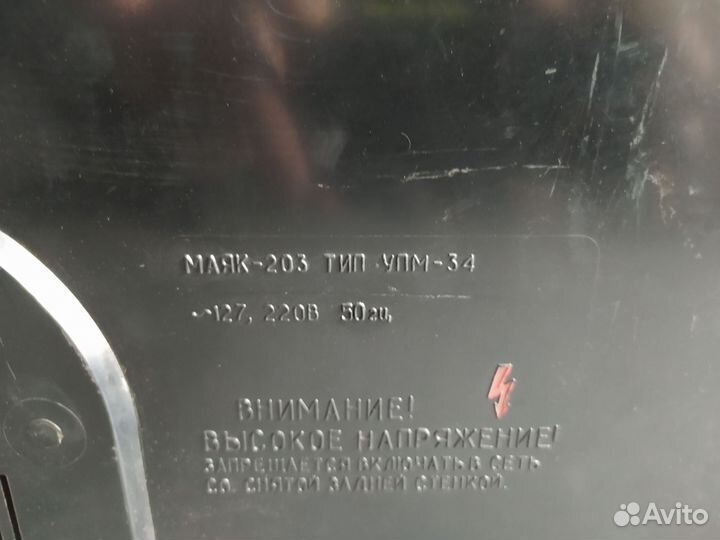 МАЯК-203 ТИП УПМ-34
~127, 220В 50гц,
ВНИМАНИЕ!
ВЫСОКОЕ НАПРЯЖЕНИЕ!
ЗАПРЕЩАЕТСЯ ВКЛЮЧАТЬ В СЕТЬ
СО СНЯТОЙ ЗАДНЕЙ СТЕНКОЙ.
Avito